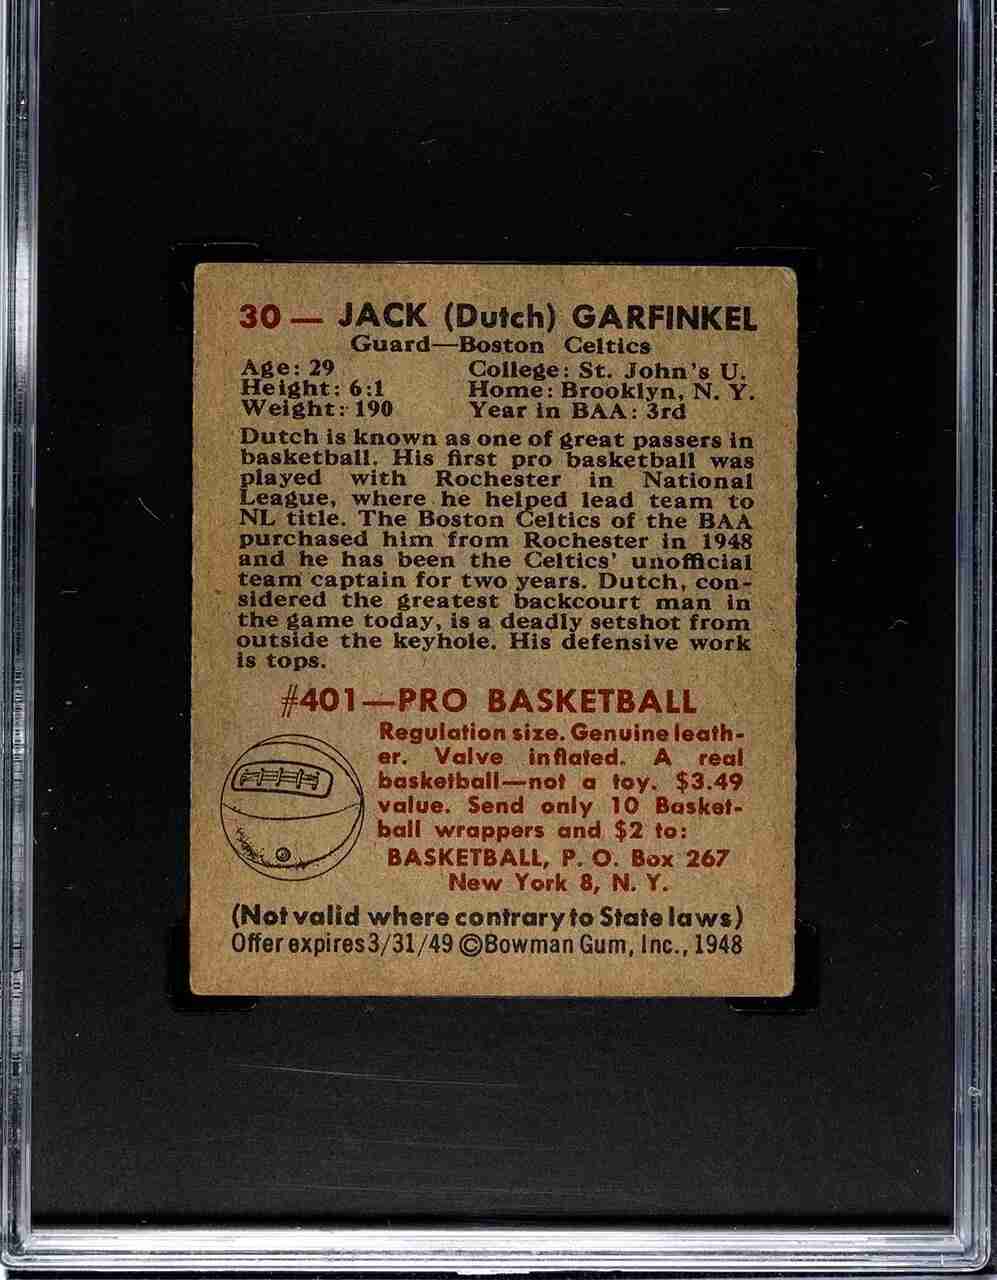 30 — JACK (Dutch) GARFINKEL
Guard—Boston Celtics
Age: 29 College: St. John's U.
Height: 6:1 Home: Brooklyn, N. Y.
Weight: 190 Year in BAA: 3rd
Dutch is known as one of great passers in
basketball. His first pro basketball was
played with Rochester in National
League, where he helped lead team to
NL title. The Boston Celtics of the BAA
purchased him from Rochester in 1948
and he has been the Celtics' unofficial
team captain for two years. Dutch, con-
sidered the greatest backcourt man in
the game today, is a deadly setshot from
outside the keyhole. His defensive work
is tops.
#401—PRO BASKETBALL
Regulation size. Genuine leath-
er. Valve inflated. A real
basketball—not a toy. $3.49
value. Send only 10 Basket-
ball wrappers and $2 to:
BASKETBALL, P. O. Box 267
New York 8, N. Y.
(Not valid where contrary to State laws)
Offer expires 3/31/49 ©Bowman Gum, Inc., 1948